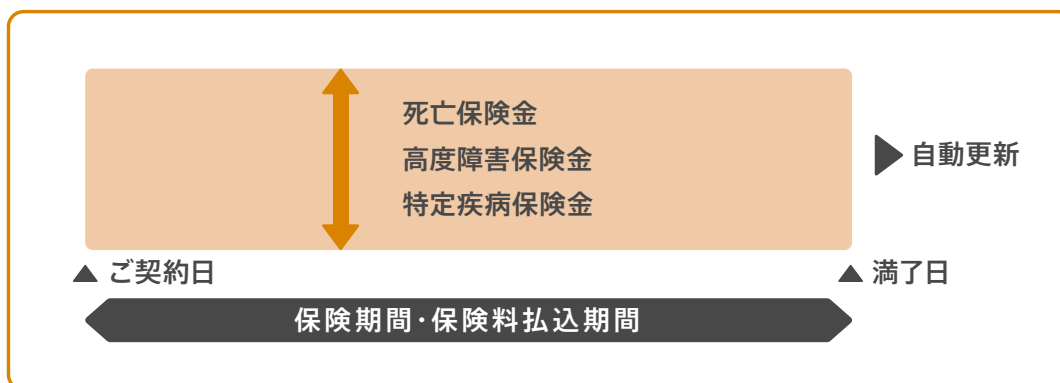 死亡保険金
高度障害保険金
特定疾病保険金
自動更新
ご契約日
満了日
保険期間・保険料払込期間